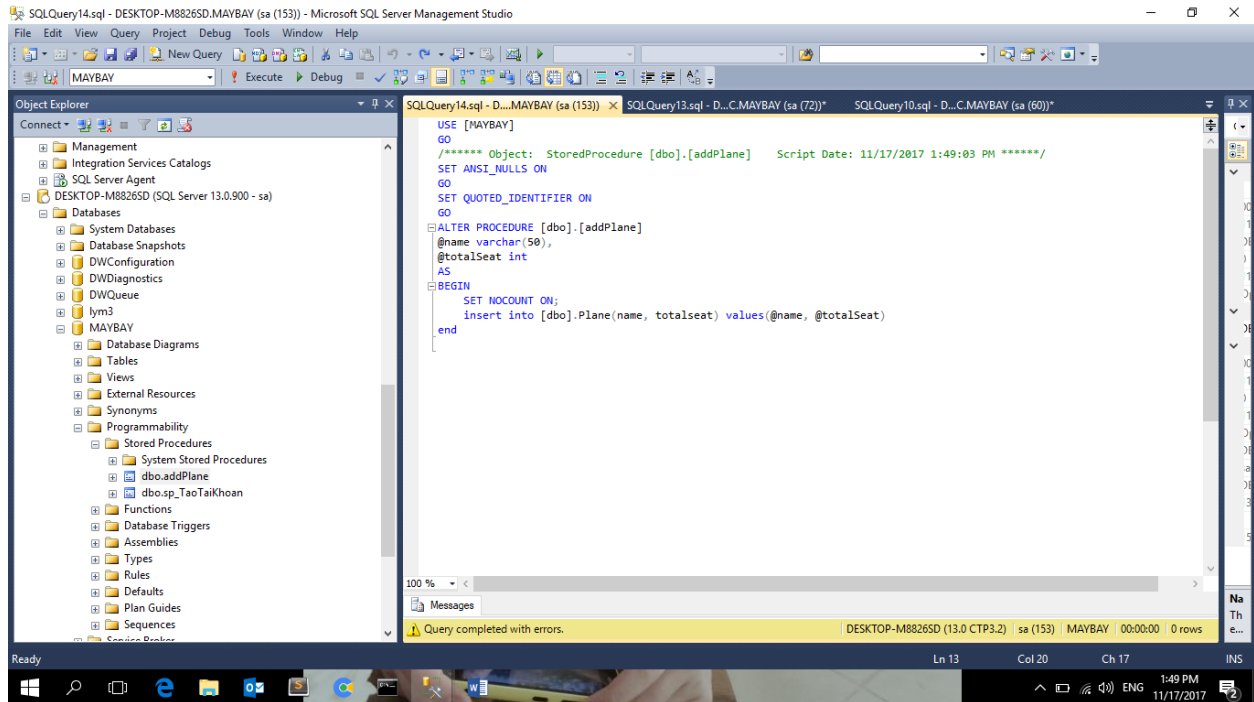 SQLQuery14.sql - DESKTOP-M8826SD.MAYBAY (sa (153)) - Microsoft SQL Server Management Studio
File Edit View Query Project Debug Tools Window Help
New Query
MAYBAY Execute Debug
Object Explorer
Connect
Management
Integration Services Catalogs
SQL Server Agent
DESKTOP-M8826SD (SQL Server 13.0.900 - sa)
Databases
System Databases
Database Snapshots
DWConfiguration
DWDiagnostics
DWQueue
lym3
MAYBAY
Database Diagrams
Tables
Views
External Resources
Synonyms
Programmability
Stored Procedures
System Stored Procedures
dbo.addPlane
dbo.sp_TaoTaiKhoan
Functions
Database Triggers
Assemblies
Types
Rules
Defaults
Plan Guides
Sequences
Service Broker
SQLQuery14.sql - D....MAYBAY (sa (153)) SQLQuery13.sql - D...C.MAYBAY (sa (72))* SQLQuery10.sql - D...C.MAYBAY (sa (60))*
USE [MAYBAY]
GO
/****** Object: StoredProcedure [dbo].[addPlane] Script Date: 11/17/2017 1:49:03 PM ******/
SET ANSI_NULLS ON
GO
SET QUOTED_IDENTIFIER ON
GO
ALTER PROCEDURE [dbo].[addPlane]
@name varchar(50),
@totalSeat int
AS
BEGIN
SET NOCOUNT ON;
insert into [dbo].Plane(name, totalseat) values(@name, @totalSeat)
end
100 %
Messages
Query completed with errors. DESKTOP-M8826SD (13.0 CTP3.2) sa (153) MAYBAY 00:00:00 0 rows
Na
Th
e...
Ready Ln 13 Col 20 Ch 17 INS
ENG 1:49 PM
11/17/2017
2